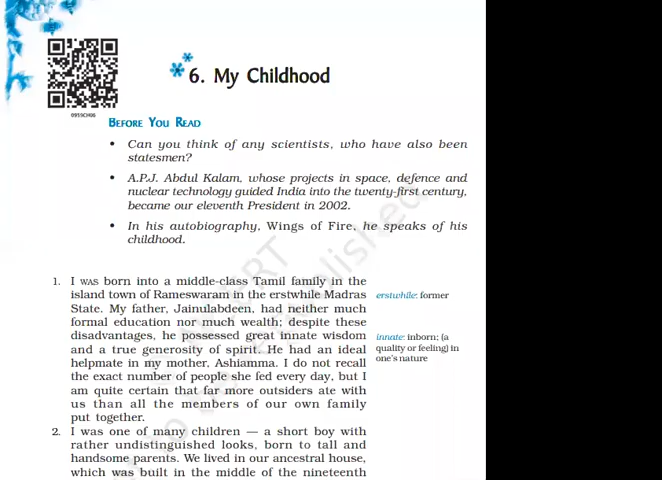 0959CH06
6. My Childhood
BEFORE YOU READ
• Can you think of any scientists, who have also been
statesmen?
• A.P.J. Abdul Kalam, whose projects in space, defence and
nuclear technology guided India into the twenty-first century,
became our eleventh President in 2002.
• In his autobiography, Wings of Fire, he speaks of his
childhood.
1. I WAS born into a middle-class Tamil family in the
island town of Rameswaram in the erstwhile Madras
State. My father, Jainulabdeen, had neither much
formal education nor much wealth; despite these
disadvantages, he possessed great innate wisdom
and a true generosity of spirit. He had an ideal
helpmate in my mother, Ashiamma. I do not recall
the exact number of people she fed every day, but I
am quite certain that far more outsiders ate with
us than all the members of our own family
put together.
erstwhile: former
innate: inborn; (a
quality or feeling) in
one's nature
2. I was one of many children — a short boy with
rather undistinguished looks, born to tall and
handsome parents. We lived in our ancestral house,
which was built in the middle of the nineteenth